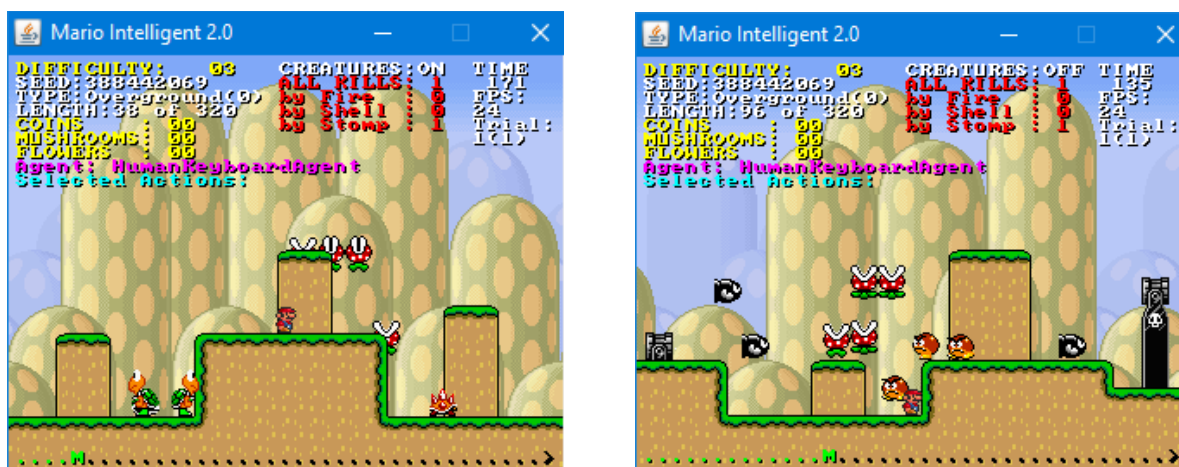 Mario Intelligent 2.0
DIFFICULTY: 03 CREATURES:ON TIME
SEED:388442069 ALL KILLS: 1 171
TYPE:Overground(0) by Fire : 0 FPS:
LENGTH:38 of 320 by Shell : 0 24
COINS : 00 by Stomp : 1 Trial:
MUSHROOMS: 00 1(1)
FLOWERS : 00
Agent: HumanKeyboardAgent
Selected Actions:
Mario Intelligent 2.0
DIFFICULTY: 03 CREATURES:OFF TIME
SEED:388442069 ALL KILLS: 1 135
TYPE:Overground(0) by Fire : 0 FPS:
LENGTH:96 of 320 by Shell : 0 24
COINS : 00 by Stomp : 1 Trial:
MUSHROOMS: 00 1(1)
FLOWERS : 00
Agent: HumanKeyboardAgent
Selected Actions: